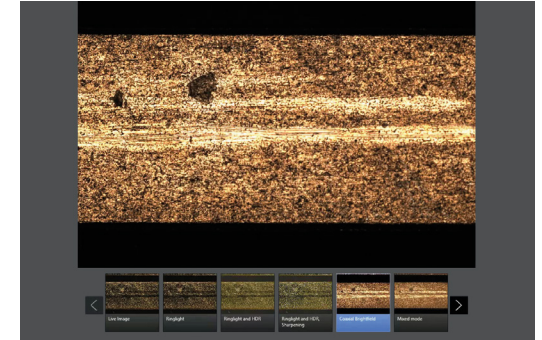 Live Image
Ringlight
Ringlight and HDR
Ringlight and HDR,
Sharpening
Coaxial Brightfield
Mixed mode